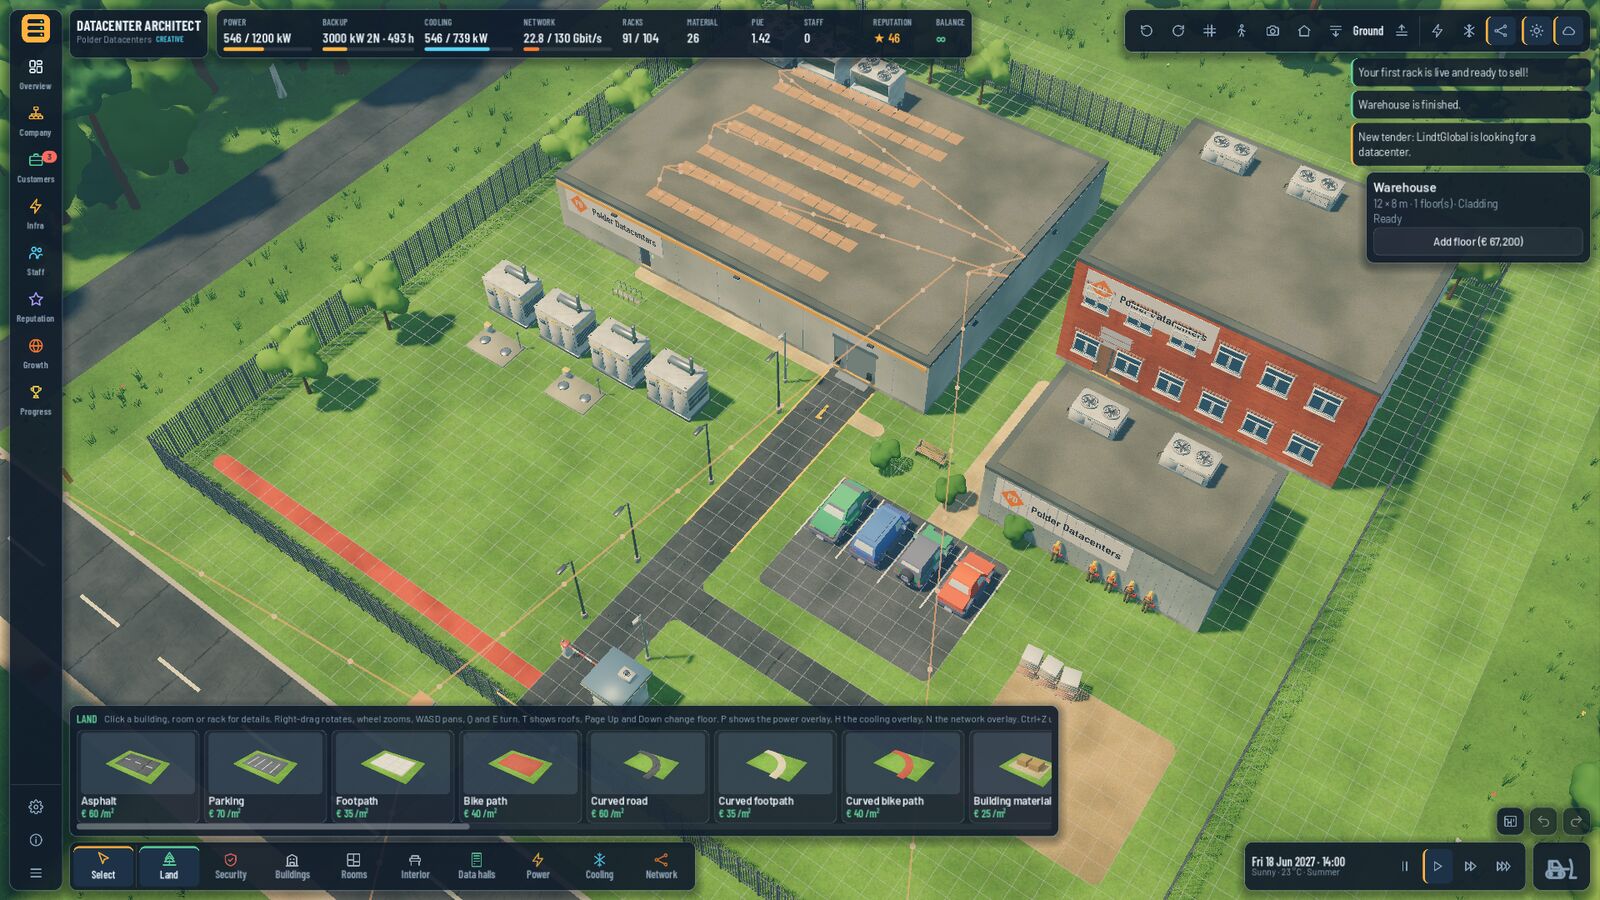 DATACENTER ARCHITECT
Polder Datacenters CREATIVE
POWER
546 / 1200 kW
BACKUP
3000 kW 2N · 493 h
COOLING
546 / 739 kW
NETWORK
22.8 / 130 Gbit/s
RACKS
91 / 104
MATERIAL
26
PUE
1.42
STAFF
0
REPUTATION
★ 46
BALANCE
∞
Ground
Overview
Company
3
Customers
Infra
Staff
Reputation
Growth
Progress
Your first rack is live and ready to sell!
Warehouse is finished.
New tender: LindtGlobal is looking for a
datacenter.
Warehouse
12 × 8 m · 1 floor(s) · Cladding
Ready
Add floor (€ 67,200)
PD
Polder Datacenters
Polder Datacenters
PD
Polder Datacenters
LAND Click a building, room or rack for details. Right-drag rotates, wheel zooms, WASD pans, Q and E turn. T shows roofs, Page Up and Down change floor. P shows the power overlay, H the cooling overlay, N the network overlay. Ctrl+Z u
Asphalt
€ 60 /m²
Parking
€ 70 /m²
Footpath
€ 35 /m²
Bike path
€ 40 /m²
Curved road
€ 60 /m²
Curved footpath
€ 35 /m²
Curved bike path
€ 40 /m²
Building material
€ 25 /m²
Select
Land
Security
Buildings
Rooms
Interior
Data halls
Power
Cooling
Network
Fri 18 Jun 2027 · 14:00
Sunny · 23 °C · Summer